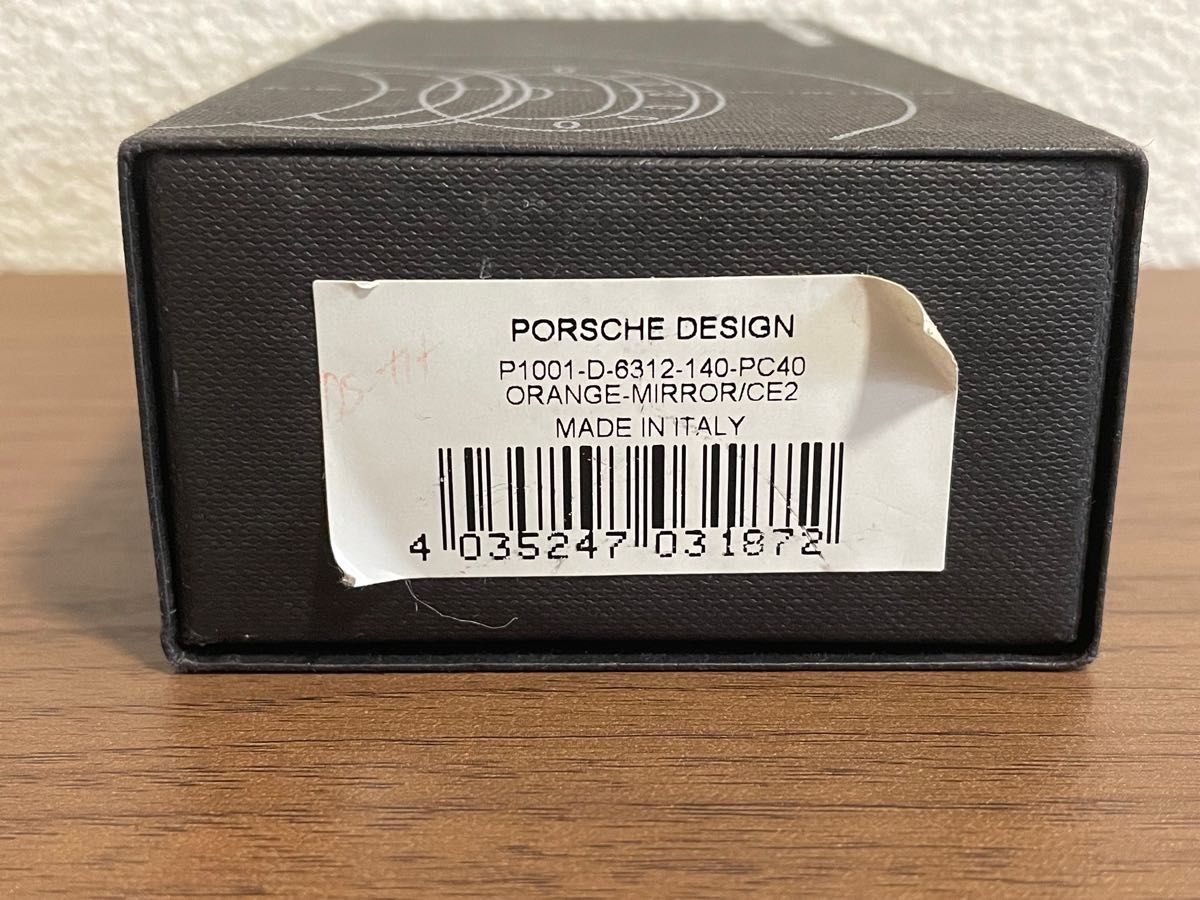 PORSCHE DESIGN
P1001-D-6312-140-PC40
ORANGE-MIRROR/CE2
MADE IN ITALY
4 035247 031872